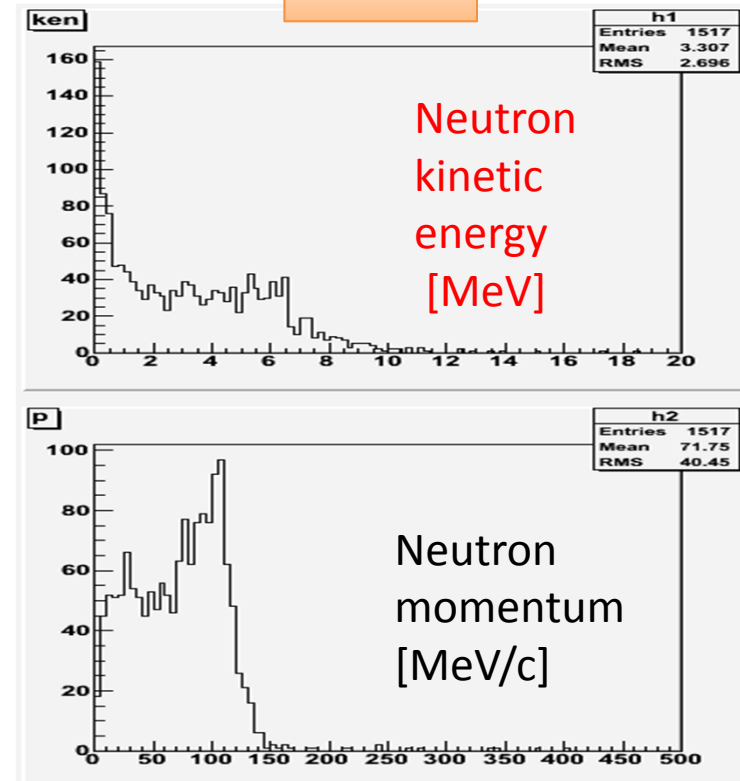 ken
h1
Entries 1517
Mean 3.307
RMS 2.696
160
140
120
100
80
60
40
20
0
0 2 4 6 8 10 12 14 16 18 20
Neutron
kinetic
energy
[MeV]
p
h2
Entries 1517
Mean 71.75
RMS 40.45
100
80
60
40
20
0
0 50 100 150 200 250 300 350 400 450 500
Neutron
momentum
[MeV/c]